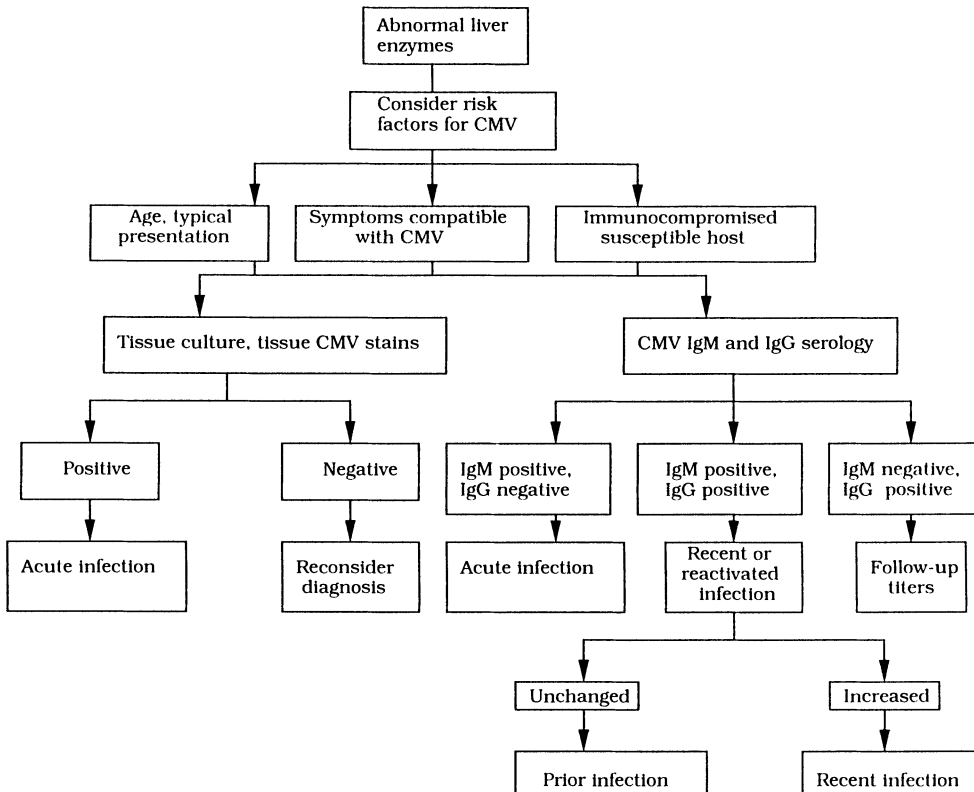 Abnormal liver
enzymes
Consider risk
factors for CMV
Age, typical
presentation
Symptoms compatible
with CMV
Immunocompromised
susceptible host
Tissue culture, tissue CMV stains
CMV IgM and IgG serology
Positive
Negative
IgM positive,
IgG negative
IgM positive,
IgG positive
IgM negative,
IgG positive
Acute infection
Reconsider
diagnosis
Acute infection
Recent or
reactivated
infection
Follow-up
titers
Unchanged
Increased
Prior infection
Recent infection